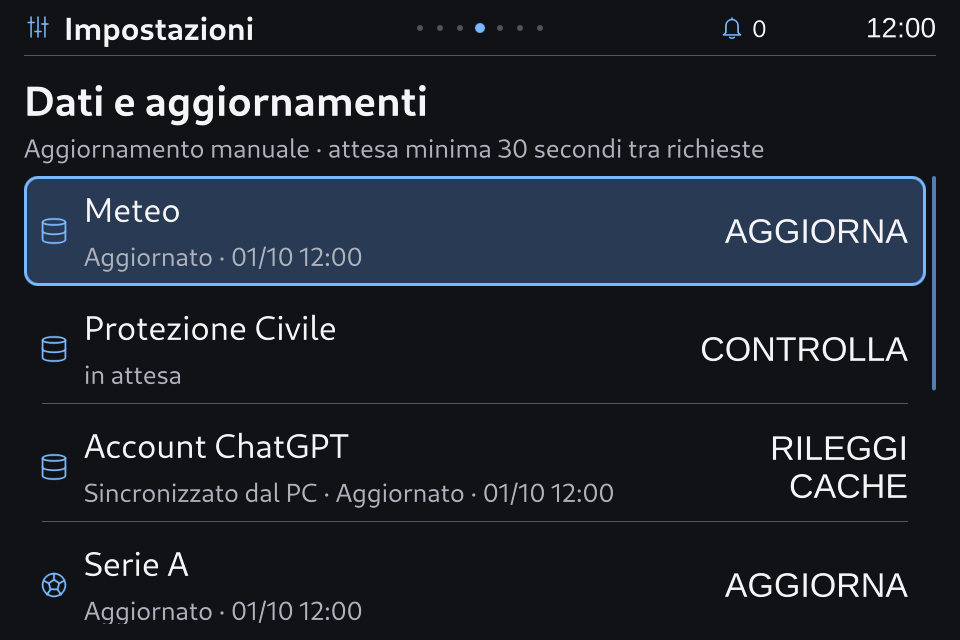 Impostazioni
0
12:00
Dati e aggiornamenti
Aggiornamento manuale · attesa minima 30 secondi tra richieste
Meteo
Aggiornato · 01/10 12:00
AGGIORNA
Protezione Civile
in attesa
CONTROLLA
Account ChatGPT
Sincronizzato dal PC · Aggiornato · 01/10 12:00
RILEGGI
CACHE
Serie A
Aggiornato · 01/10 12:00
AGGIORNA